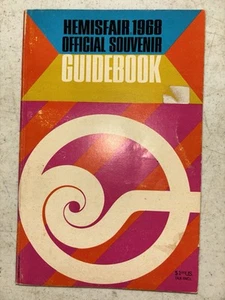 HEMISFAIR 1968
OFFICIAL SOUVENIR
GUIDEBOOK